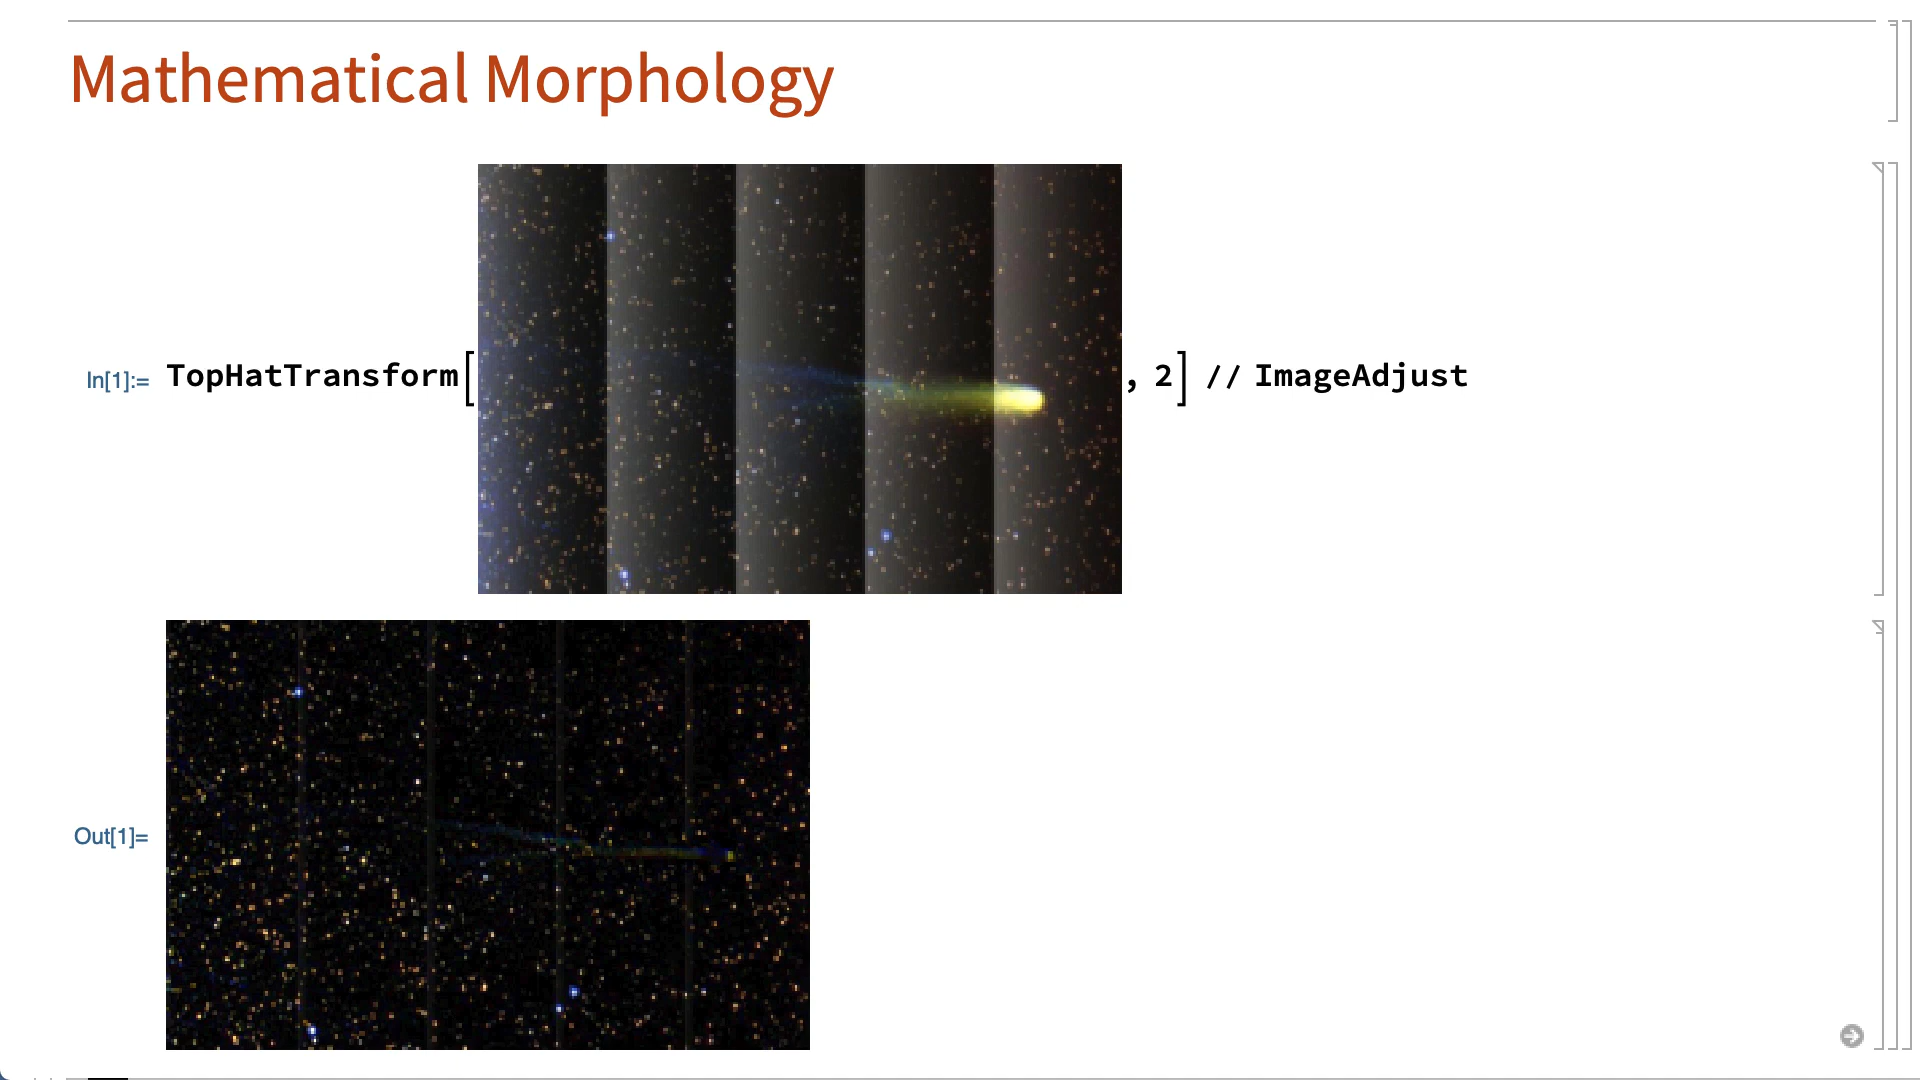 Mathematical Morphology
In[1]:= TopHatTransform[ , 2] // ImageAdjust
Out[1]=